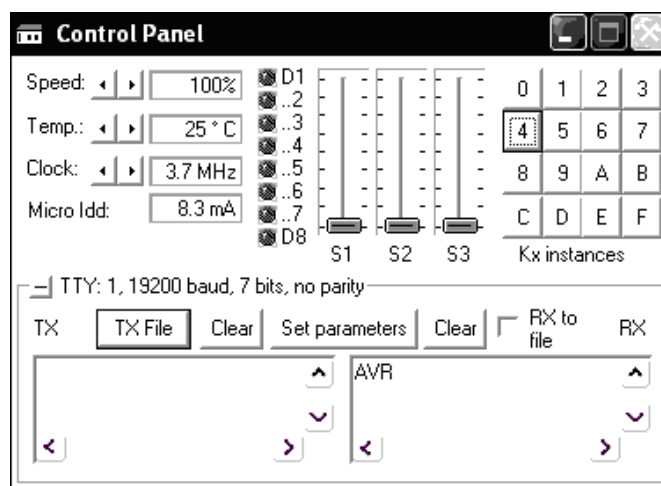 Control Panel
Speed: 100%
Temp.: 25 ° C
Clock: 3.7 MHz
Micro Idd: 8.3 mA
D1
..2
..3
..4
..5
..6
..7
D8
S1 S2 S3
0 1 2 3
4 5 6 7
8 9 A B
C D E F
Kx instances
TTY: 1, 19200 baud, 7 bits, no parity
TX TX File Clear Set parameters Clear RX to file RX
AVR